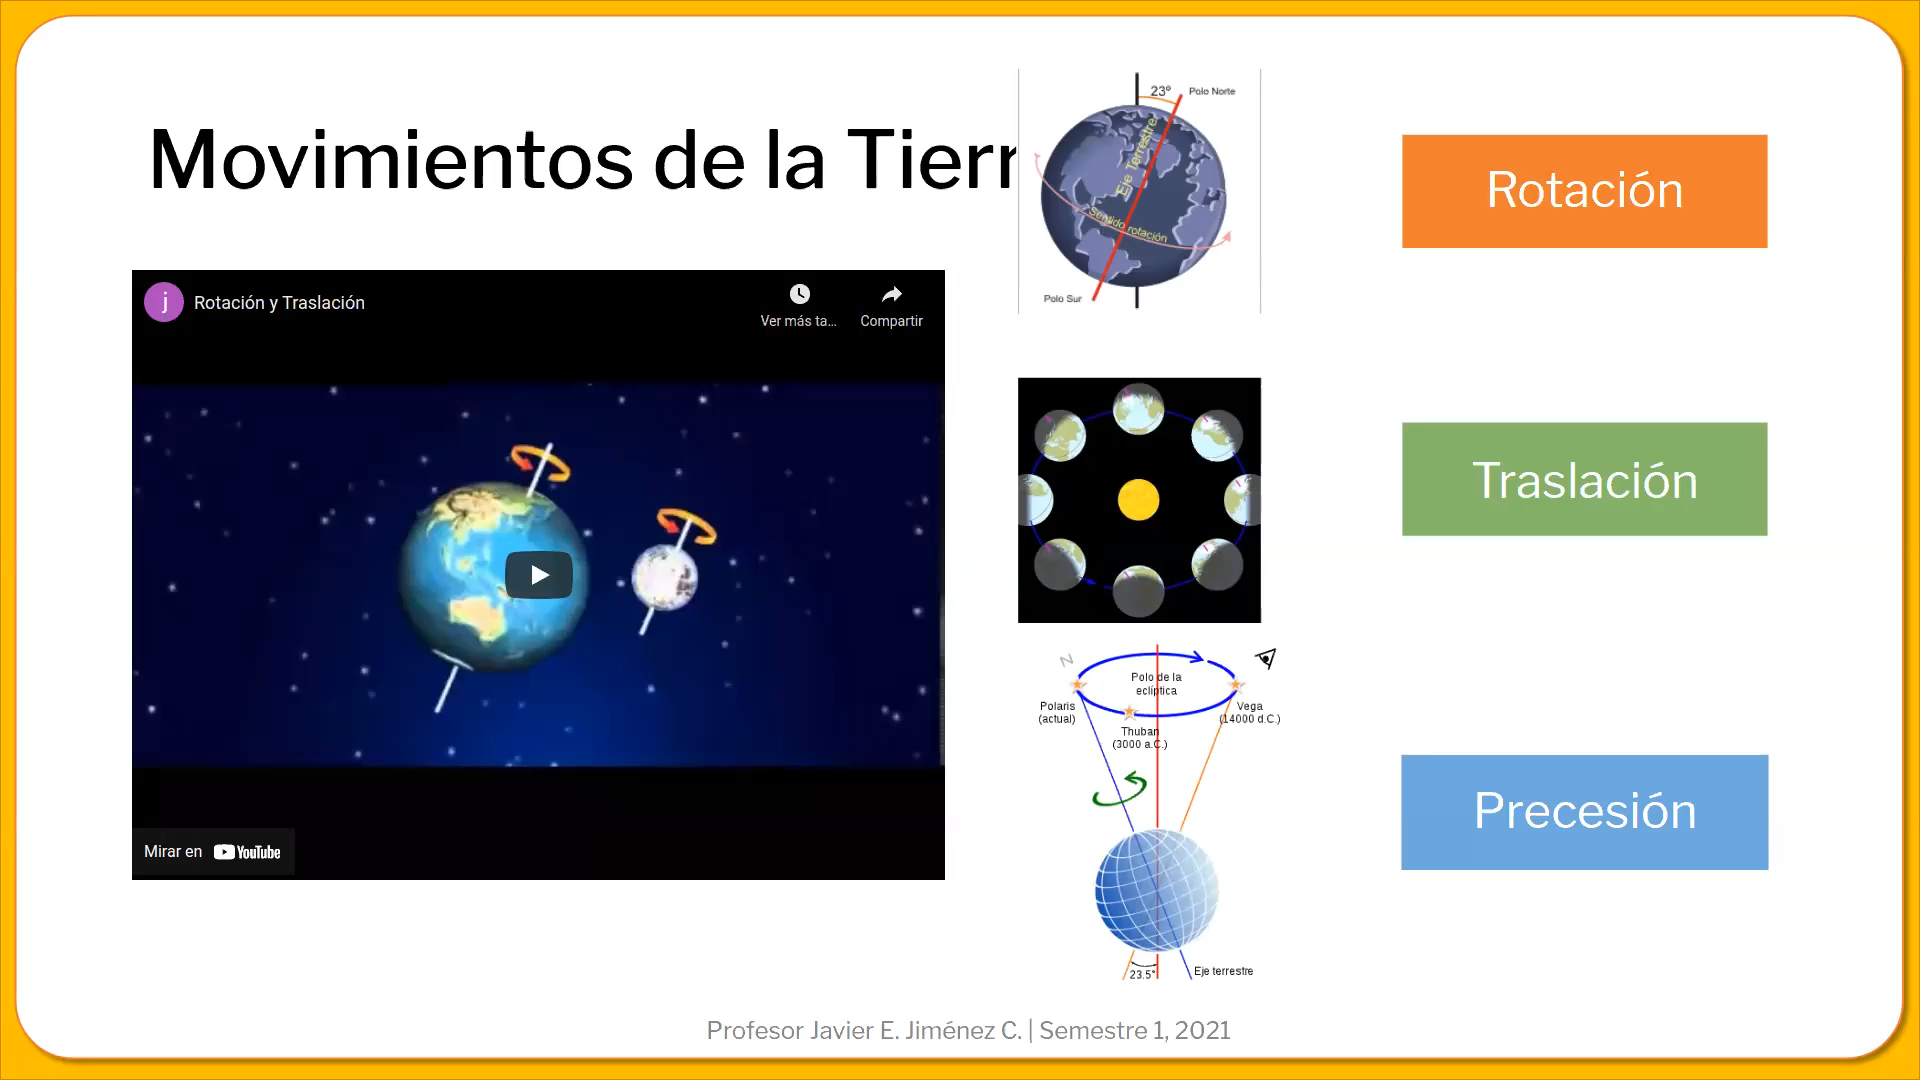 Movimientos de la Tierr
Rotación y Traslación
Ver más ta...
Compartir
Mirar en YouTube
23º
Polo Norte
Eje Terrestre
Sentido rotación
Polo Sur
Rotación
Traslación
N
Polo de la
eclíptica
Polaris
(actual)
Vega
(14000 d.C.)
Thuban
(3000 a.C.)
23.5°
Eje terrestre
Precesión
Profesor Javier E. Jiménez C. | Semestre 1, 2021